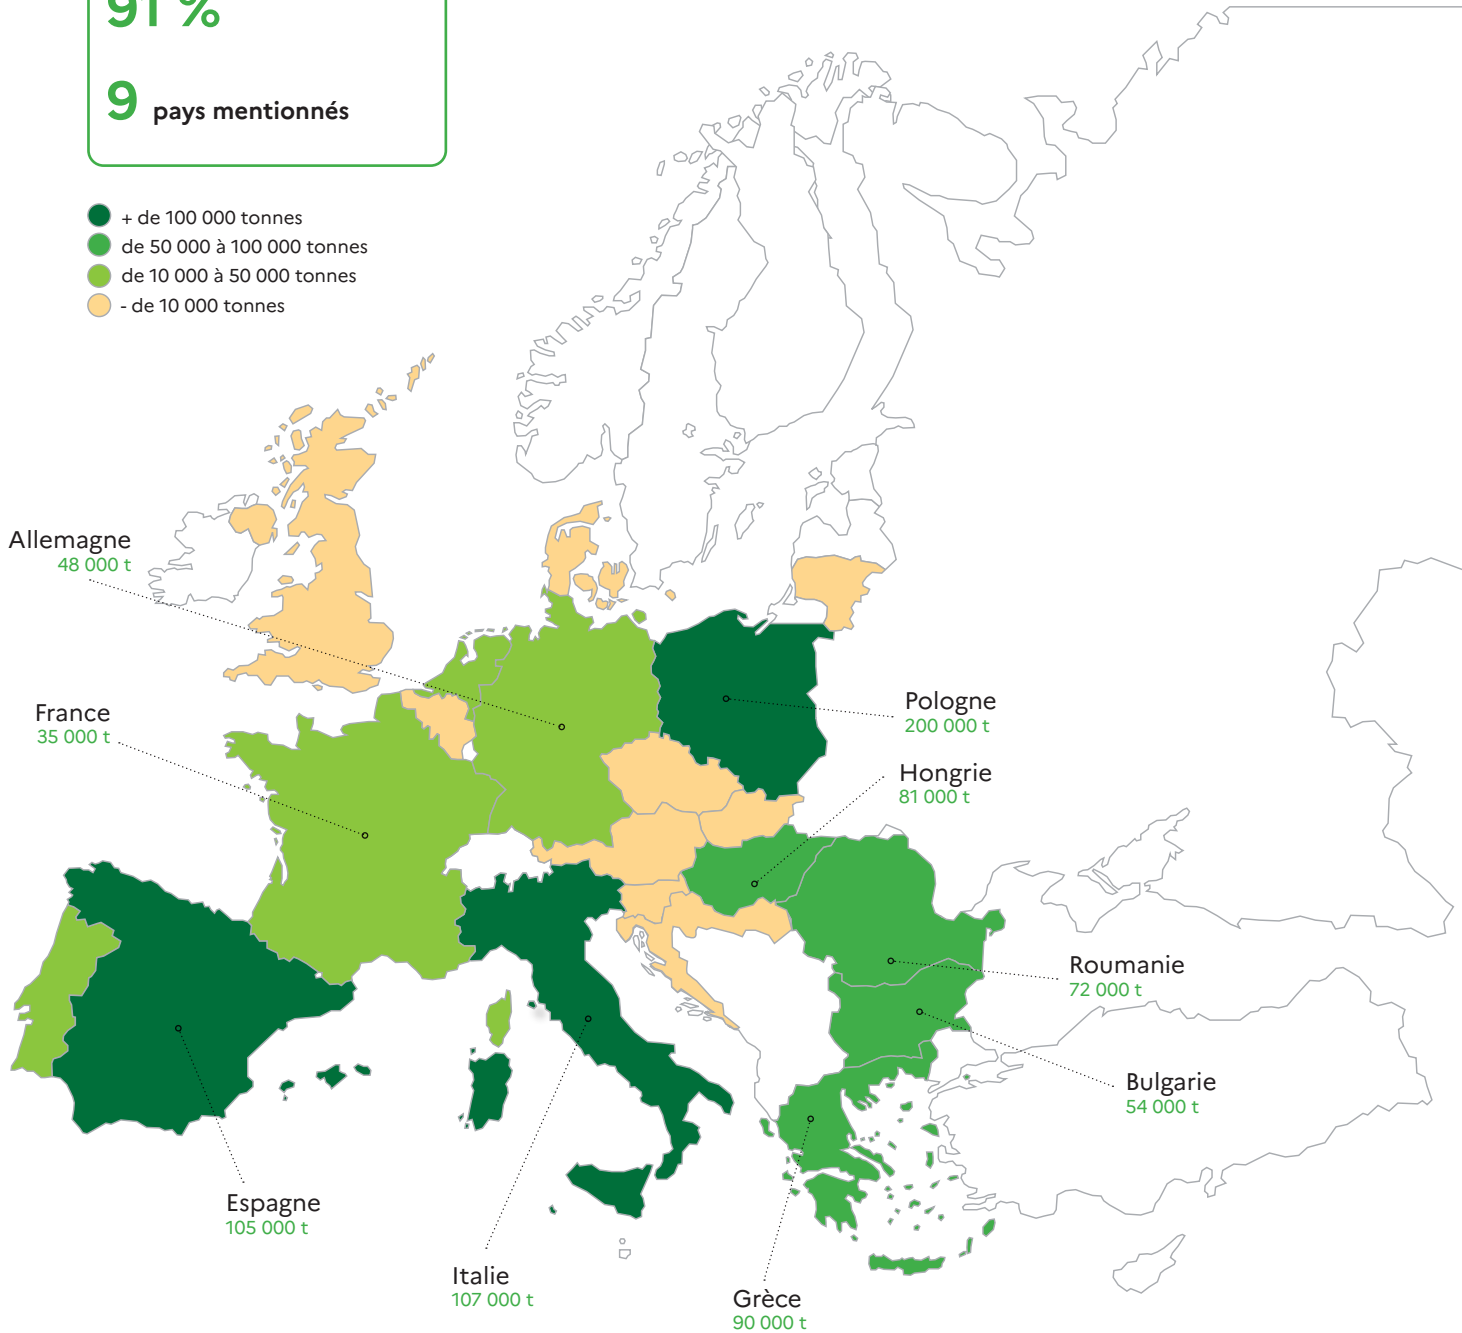 91 %
9 pays mentionnés
+ de 100 000 tonnes
de 50 000 à 100 000 tonnes
de 10 000 à 50 000 tonnes
- de 10 000 tonnes
Allemagne
48 000 t
France
35 000 t
Pologne
200 000 t
Hongrie
81 000 t
Roumanie
72 000 t
Bulgarie
54 000 t
Espagne
105 000 t
Italie
107 000 t
Grèce
90 000 t